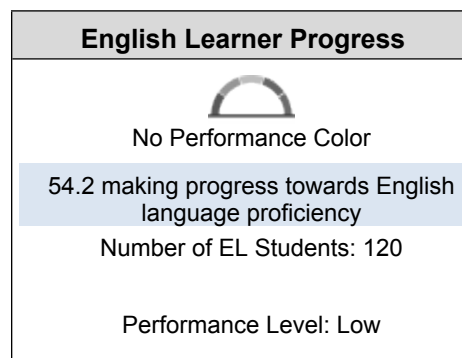 English Learner Progress
No Performance Color
54.2 making progress towards English
language proficiency
Number of EL Students: 120
Performance Level: Low